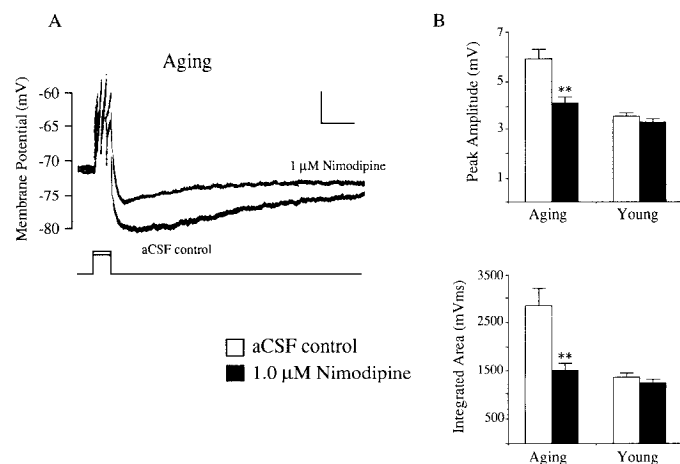 A
Aging
Membrane Potential (mV)
-60
-65
-70
-75
-80
1 µM Nimodipine
aCSF control
aCSF control
1.0 µM Nimodipine
B
Peak Amplitude (mV)
7
5
3
1
**
Aging
Young
Integrated Area (mVms)
3500
2500
1500
500
**
Aging
Young